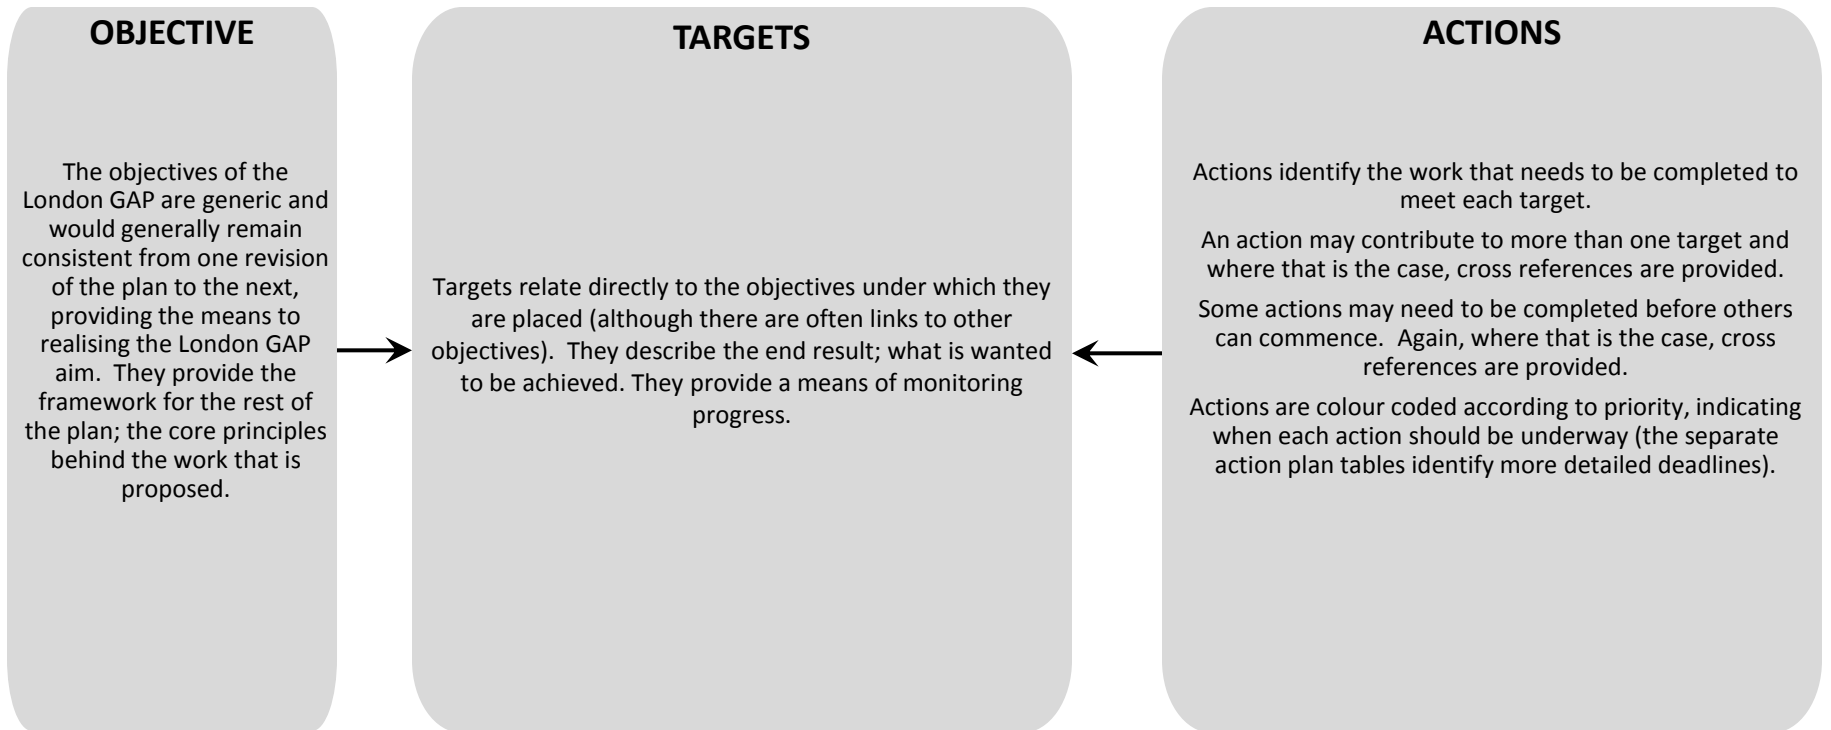 OBJECTIVE
The objectives of the
London GAP are generic and
would generally remain
consistent from one revision
of the plan to the next,
providing the means to
realising the London GAP
aim.  They provide the
framework for the rest of
the plan; the core principles
behind the work that is
proposed.
TARGETS
Targets relate directly to the objectives under which they
are placed (although there are often links to other
objectives).  They describe the end result; what is wanted
to be achieved. They provide a means of monitoring
progress.
ACTIONS
Actions identify the work that needs to be completed to
meet each target.
An action may contribute to more than one target and
where that is the case, cross references are provided.
Some actions may need to be completed before others
can commence.  Again, where that is the case, cross
references are provided.
Actions are colour coded according to priority, indicating
when each action should be underway (the separate
action plan tables identify more detailed deadlines).